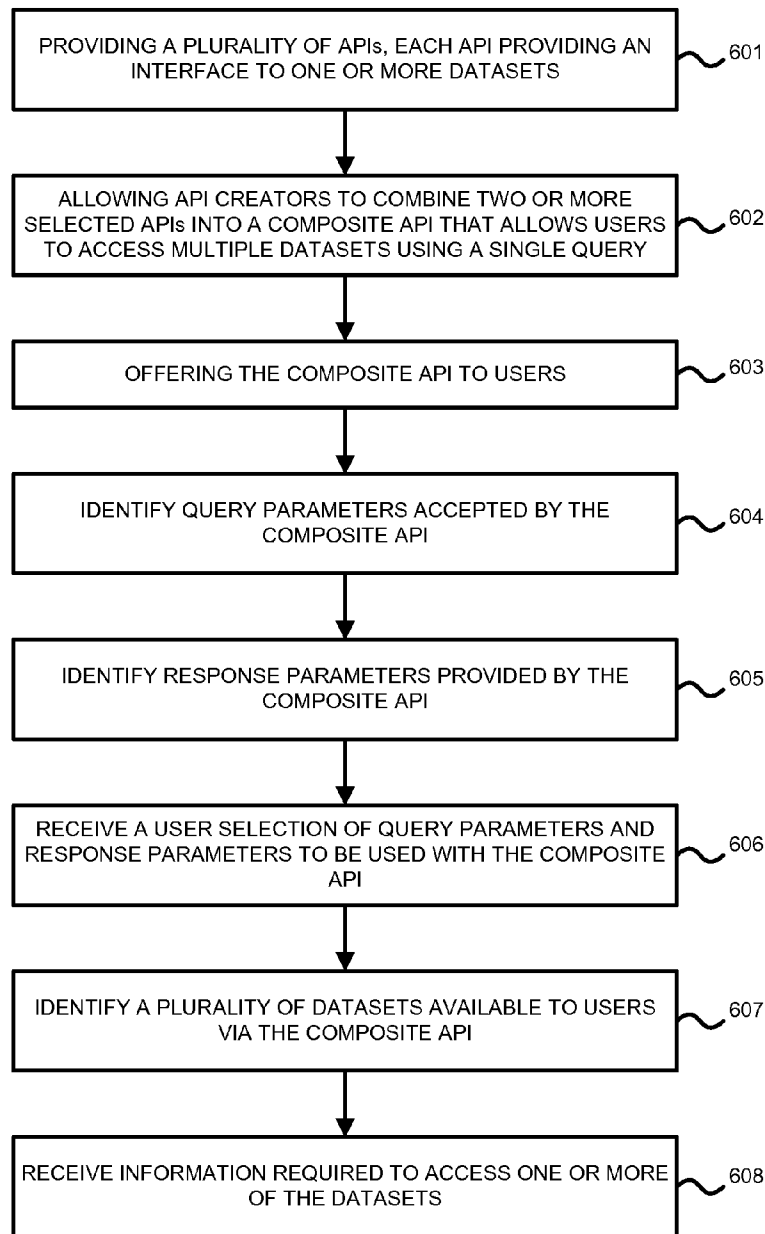 PROVIDING A PLURALITY OF APIs, EACH API PROVIDING AN
INTERFACE TO ONE OR MORE DATASETS
601
ALLOWING API CREATORS TO COMBINE TWO OR MORE
SELECTED APIs INTO A COMPOSITE API THAT ALLOWS USERS
TO ACCESS MULTIPLE DATASETS USING A SINGLE QUERY
602
OFFERING THE COMPOSITE API TO USERS
603
IDENTIFY QUERY PARAMETERS ACCEPTED BY THE
COMPOSITE API
604
IDENTIFY RESPONSE PARAMETERS PROVIDED BY THE
COMPOSITE API
605
RECEIVE A USER SELECTION OF QUERY PARAMETERS AND
RESPONSE PARAMETERS TO BE USED WITH THE COMPOSITE
API
606
IDENTIFY A PLURALITY OF DATASETS AVAILABLE TO USERS
VIA THE COMPOSITE API
607
RECEIVE INFORMATION REQUIRED TO ACCESS ONE OR MORE
OF THE DATASETS
608